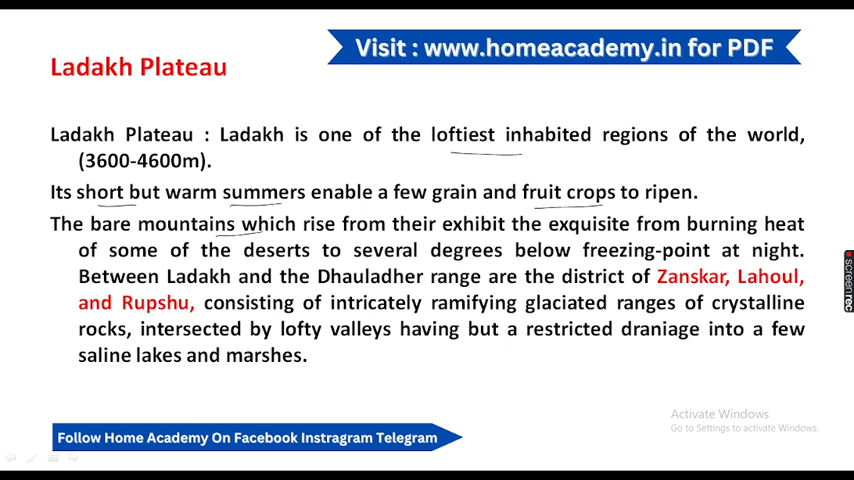 Visit : www.homeacademy.in for PDF
Ladakh Plateau
Ladakh Plateau : Ladakh is one of the loftiest inhabited regions of the world,
(3600-4600m).
Its short but warm summers enable a few grain and fruit crops to ripen.
The bare mountains which rise from their exhibit the exquisite from burning heat
of some of the deserts to several degrees below freezing-point at night.
Between Ladakh and the Dhauladher range are the district of Zanskar, Lahoul,
and Rupshu, consisting of intricately ramifying glaciated ranges of crystalline
rocks, intersected by lofty valleys having but a restricted draniage into a few
saline lakes and marshes.
screenrec
Activate Windows
Go to Settings to activate Windows.
Follow Home Academy On Facebook Instragram Telegram